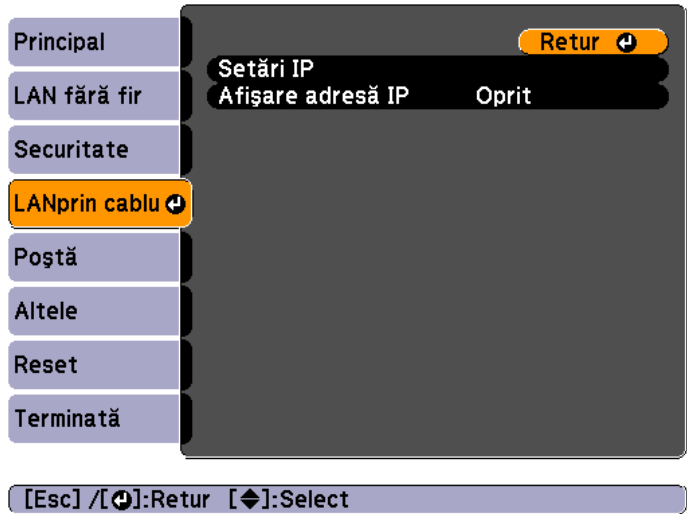 Principal
LAN fără fir
Securitate
LANprin cablu
Poştă
Altele
Reset
Terminată
Retur
Setări IP
Afişare adresă IP Oprit
[Esc] /[ ]:Retur [ ]:Select